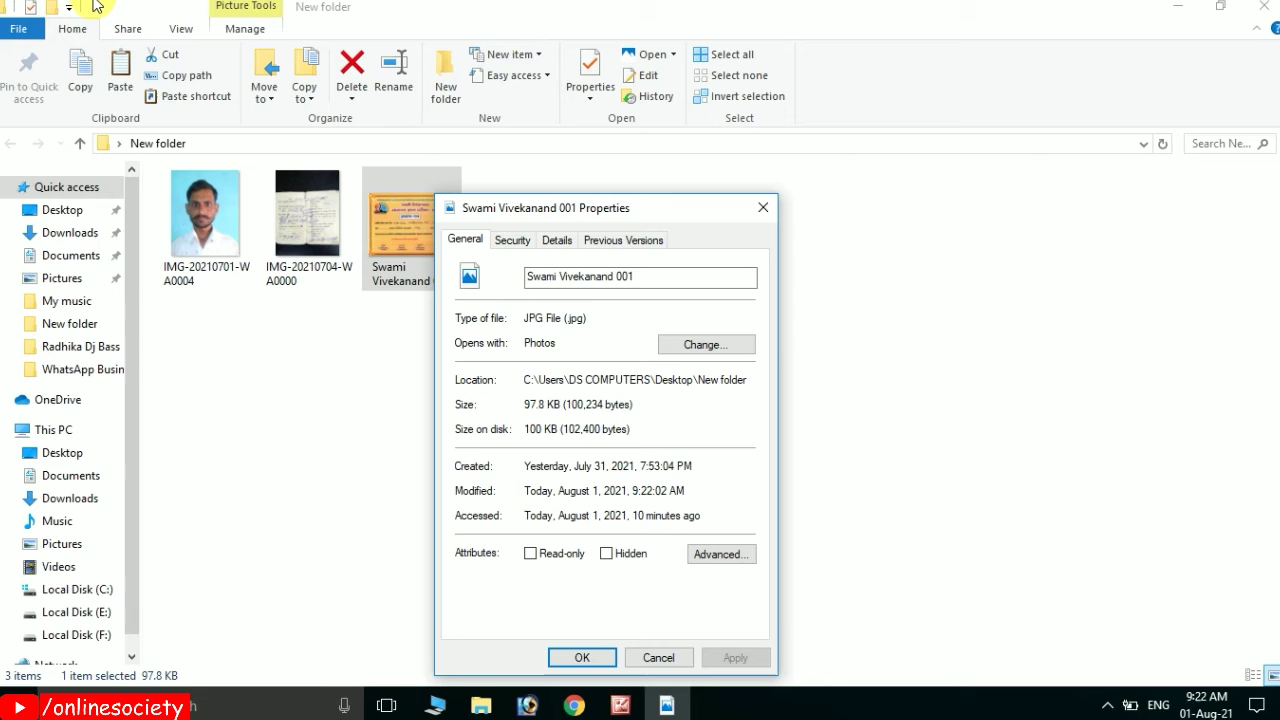 Picture Tools
New folder
File
Home
Share
View
Manage
Pin to Quick access
Copy
Paste
Cut
Copy path
Paste shortcut
Clipboard
Move to
Copy to
Delete
Rename
Organize
New folder
New item
Easy access
New
Properties
Open
Edit
History
Open
Select all
Select none
Invert selection
Select
New folder
Search Ne...
Quick access
Desktop
Downloads
Documents
Pictures
My music
New folder
Radhika Dj Bass
WhatsApp Busin
OneDrive
This PC
Desktop
Documents
Downloads
Music
Pictures
Videos
Local Disk (C:)
Local Disk (E:)
Local Disk (F:)
IMG-20210701-W
A0004
IMG-20210704-W
A0000
Swami
Vivekanand
Swami Vivekanand 001 Properties
General
Security
Details
Previous Versions
Swami Vivekanand 001
Type of file: JPG File (.jpg)
Opens with: Photos
Change...
Location: C:\Users\DS COMPUTERS\Desktop\New folder
Size: 97.8 KB (100,234 bytes)
Size on disk: 100 KB (102,400 bytes)
Created: Yesterday, July 31, 2021, 7:53:04 PM
Modified: Today, August 1, 2021, 9:22:02 AM
Accessed: Today, August 1, 2021, 10 minutes ago
Attributes: Read-only Hidden
Advanced...
OK
Cancel
Apply
3 items 1 item selected 97.8 KB
/onlinesociety
ENG
9:22 AM
01-Aug-21